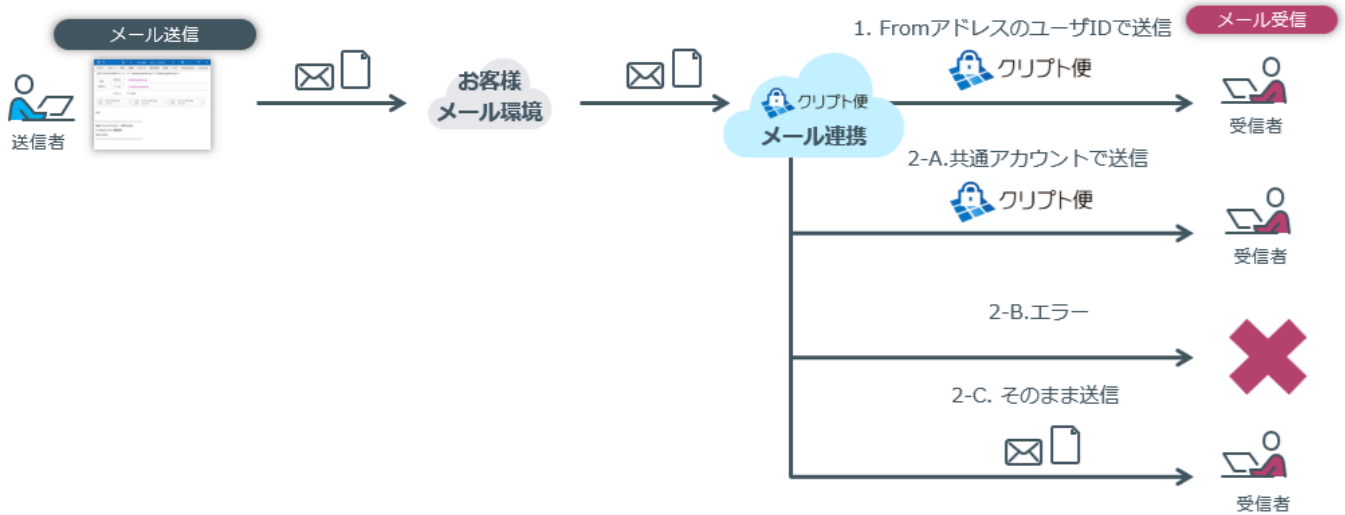 メール送信
送信者
お客様
メール環境
クリプト便
メール連携
1. FromアドレスのユーザIDで送信
メール受信
クリプト便
受信者
2-A.共通アカウントで送信
クリプト便
受信者
2-B.エラー
2-C. そのまま送信
受信者